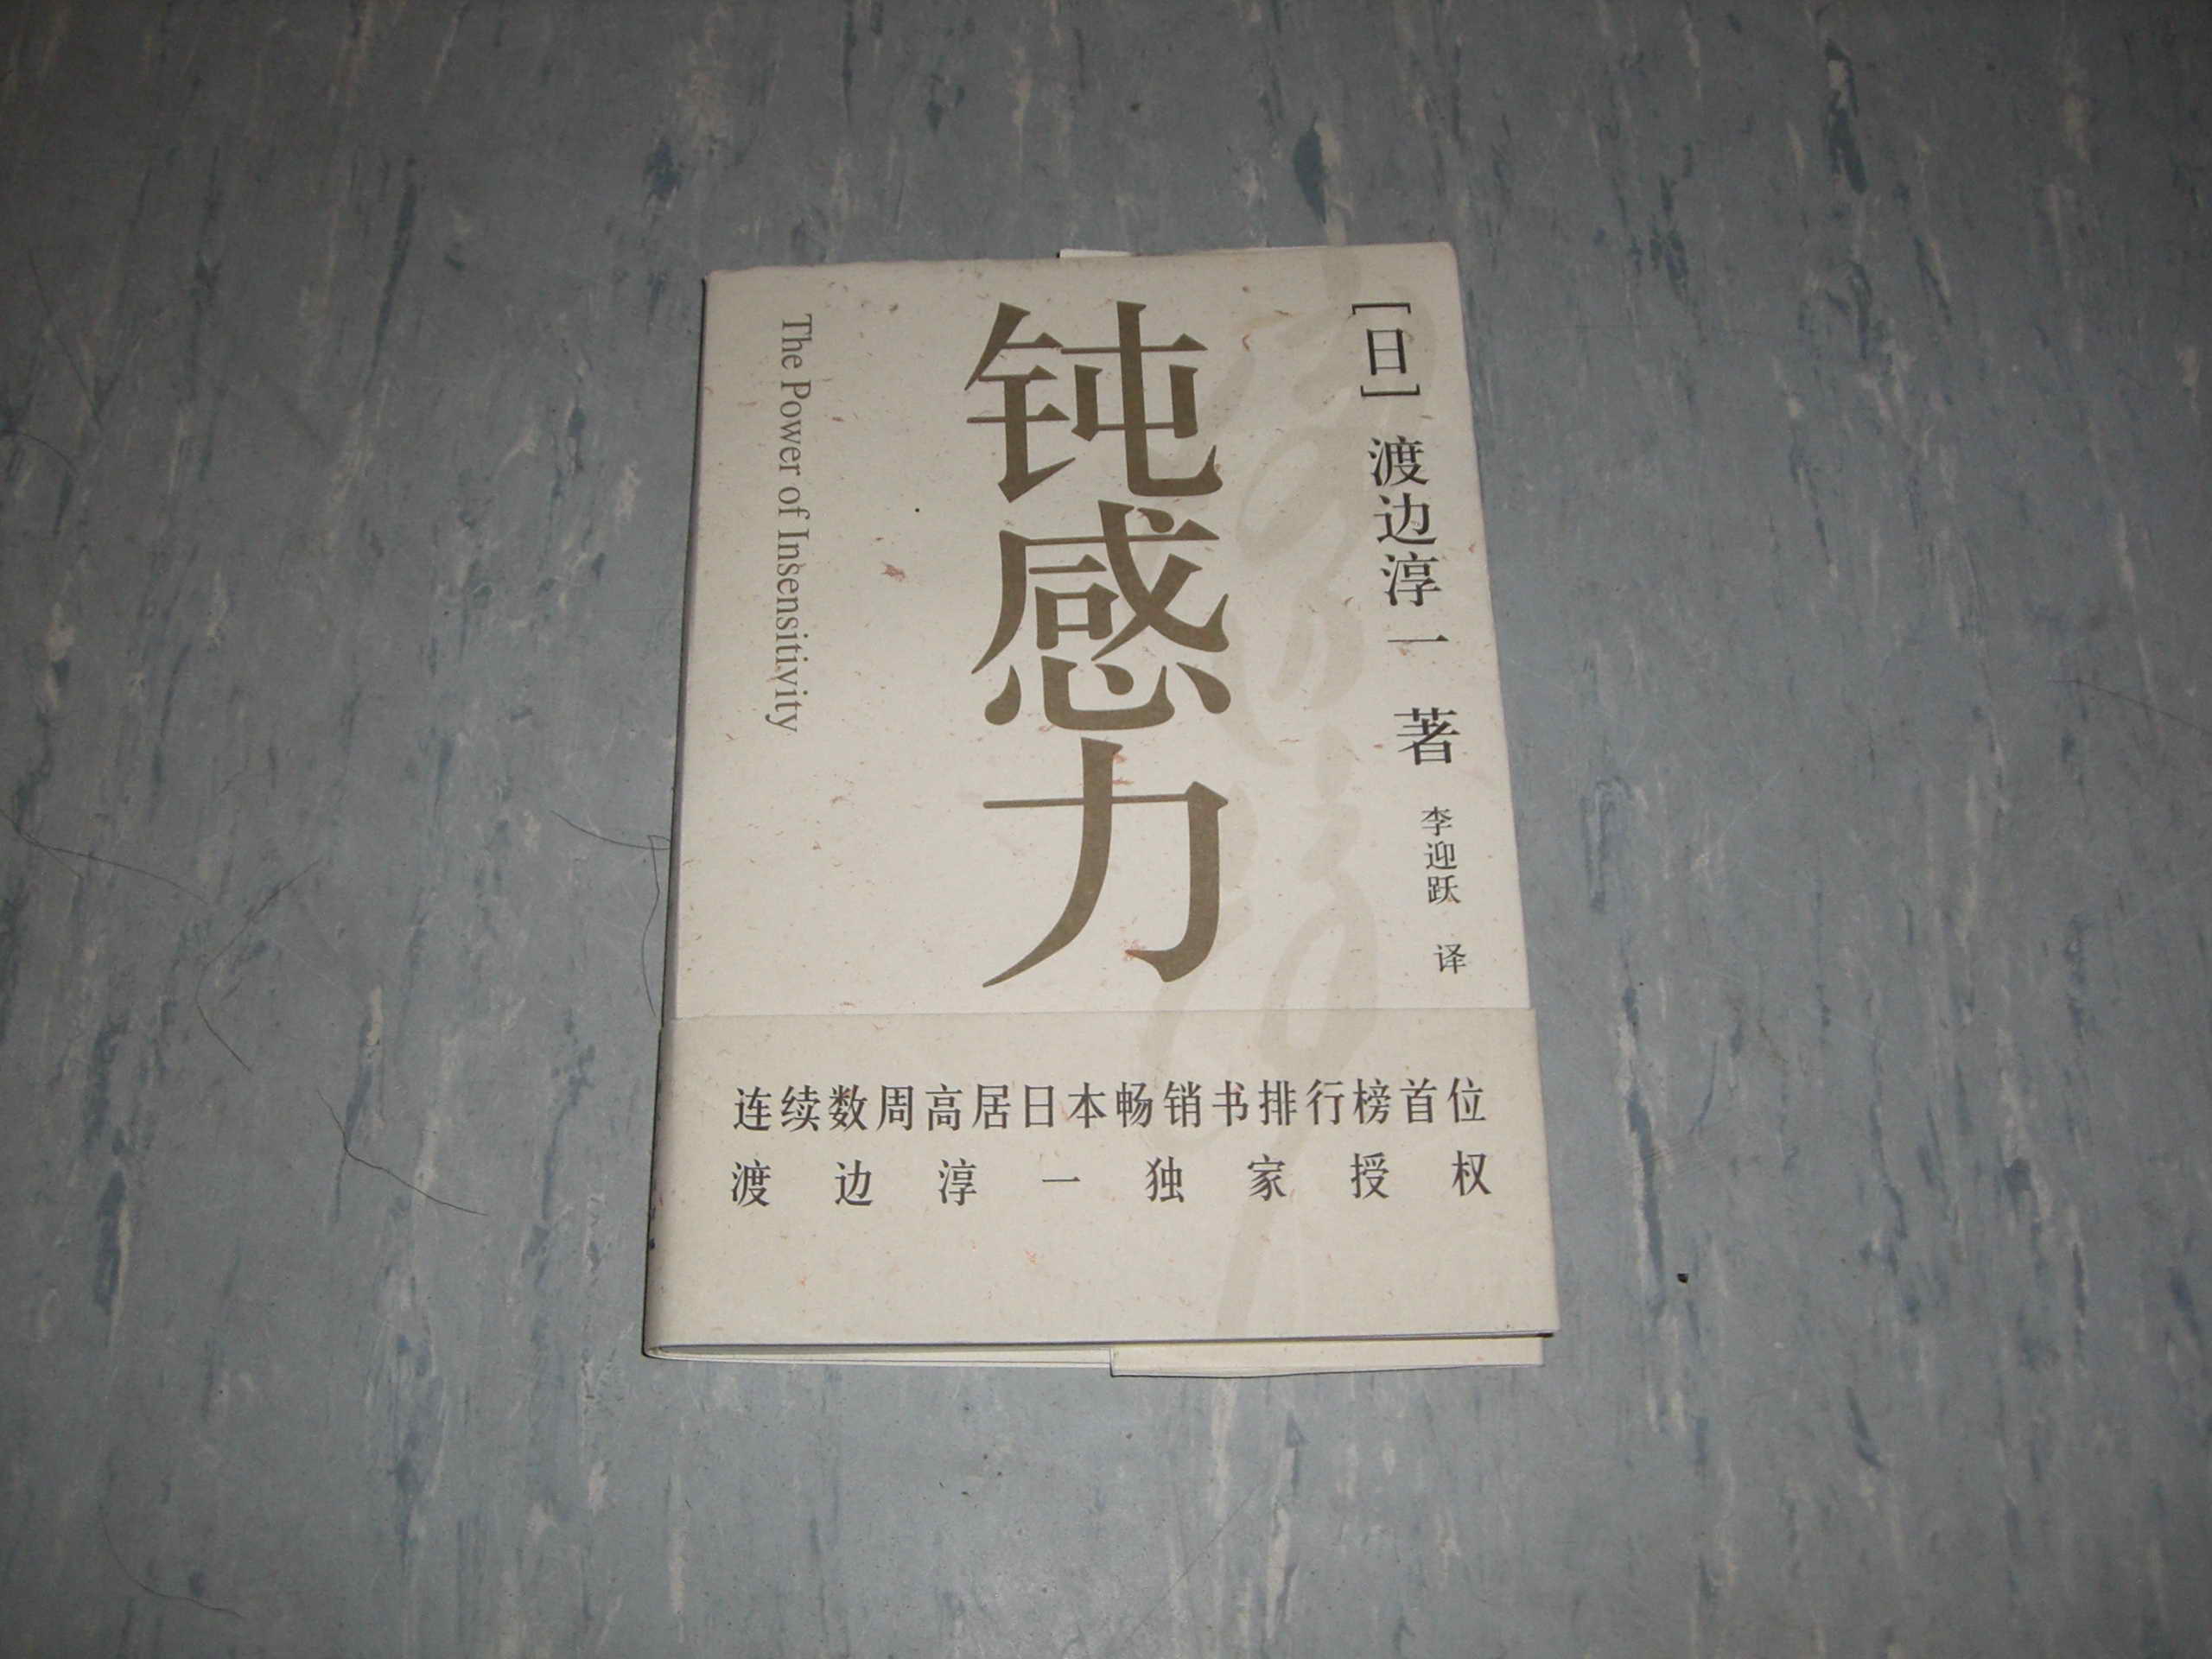 [日] 渡边淳一 著
李迎跃 译
钝感力
The Power of Insensitivity
连续数周高居日本畅销书排行榜首位
渡边淳一独家授权